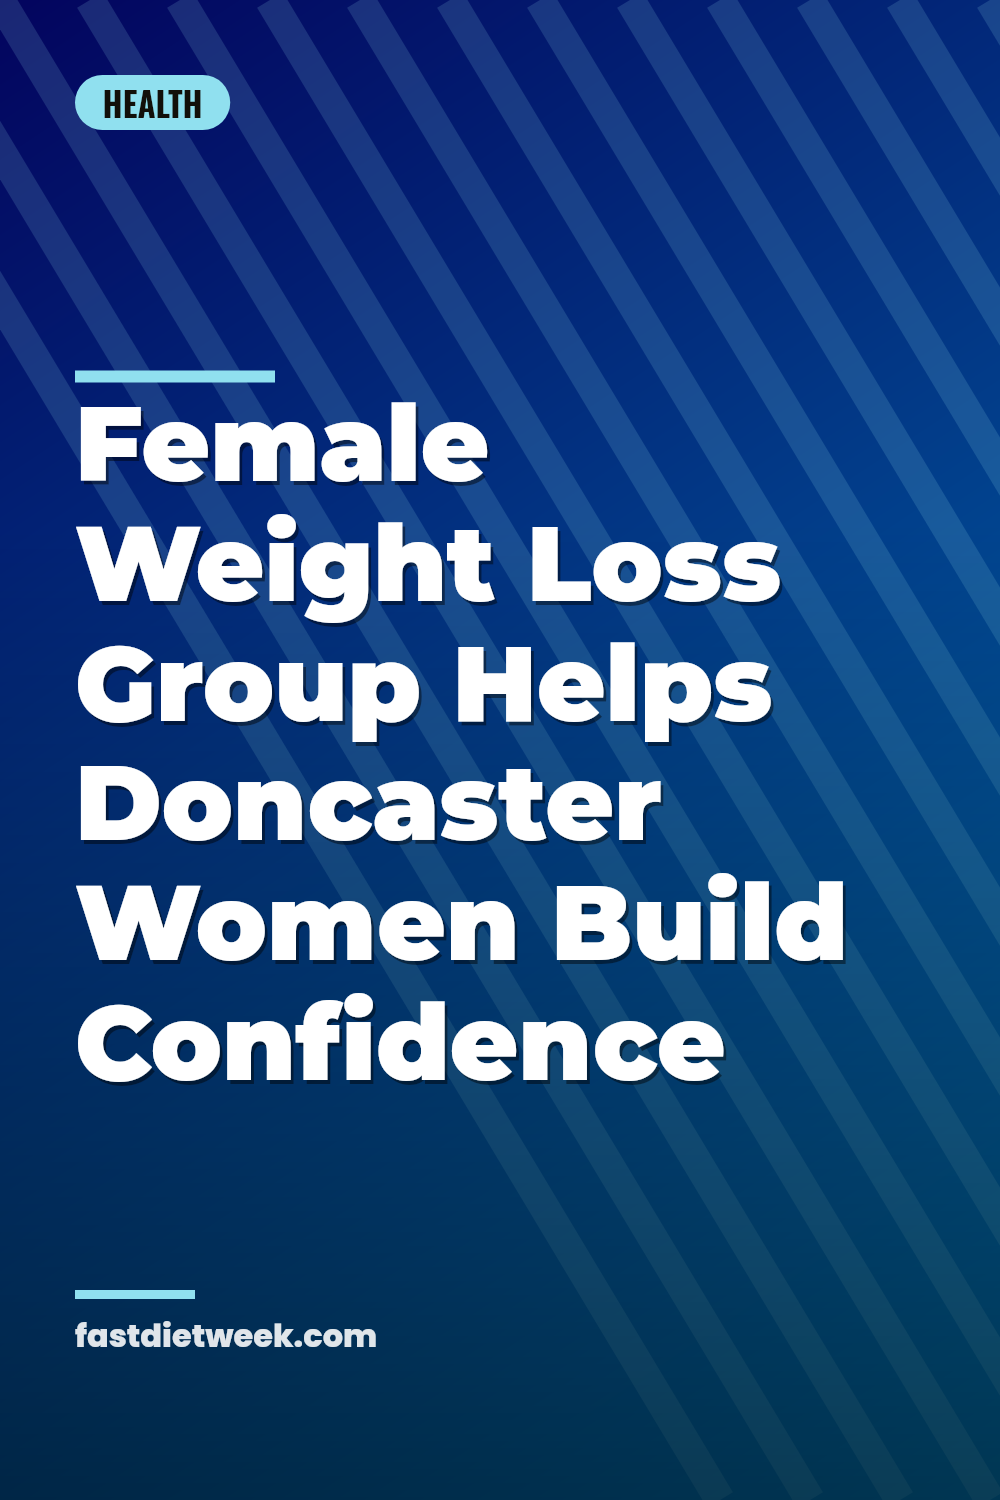 HEALTH
Female
Weight Loss
Group Helps
Doncaster
Women Build
Confidence
fastdietweek.com